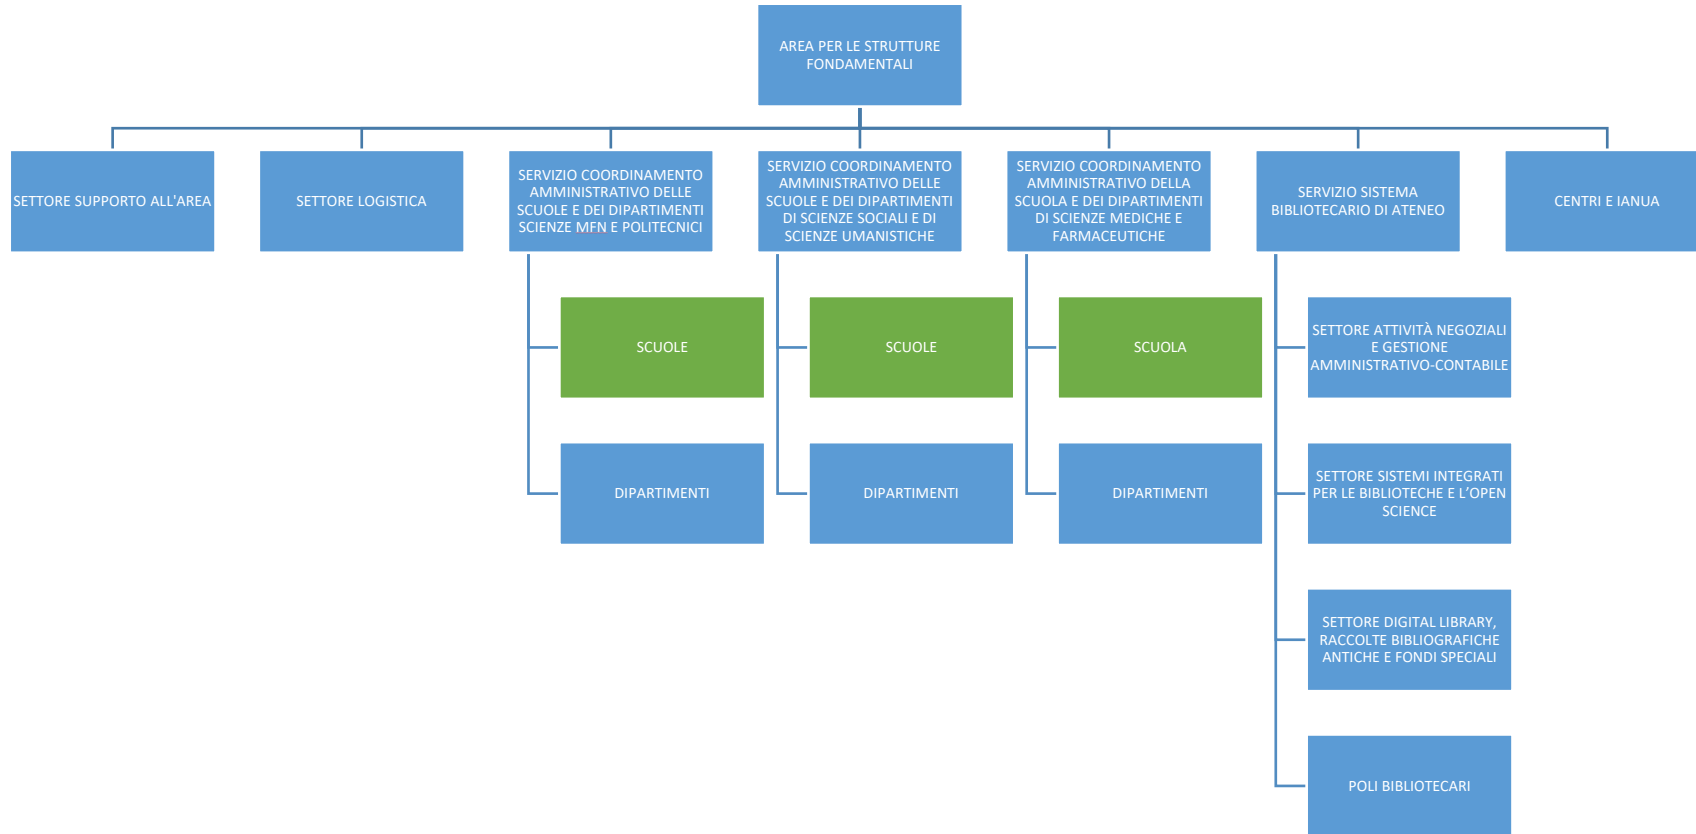 AREA PER LE STRUTTURE
FONDAMENTALI
SETTORE SUPPORTO ALL'AREA
SETTORE LOGISTICA
SERVIZIO COORDINAMENTO
AMMINISTRATIVO DELLE
SCUOLE E DEI DIPARTIMENTI
SCIENZE MFN E POLITECNICI
SERVIZIO COORDINAMENTO
AMMINISTRATIVO DELLE
SCUOLE E DEI DIPARTIMENTI
DI SCIENZE SOCIALI E DI
SCIENZE UMANISTICHE
SERVIZIO COORDINAMENTO
AMMINISTRATIVO DELLA
SCUOLA E DEI DIPARTIMENTI
DI SCIENZE MEDICHE E
FARMACEUTICHE
SERVIZIO SISTEMA
BIBLIOTECARIO DI ATENEO
CENTRI E IANUA
SCUOLE
SCUOLE
SCUOLA
SETTORE ATTIVITÀ NEGOZIALI
E GESTIONE
AMMINISTRATIVO-CONTABILE
DIPARTIMENTI
DIPARTIMENTI
DIPARTIMENTI
SETTORE SISTEMI INTEGRATI
PER LE BIBLIOTECHE E L’OPEN
SCIENCE
SETTORE DIGITAL LIBRARY,
RACCOLTE BIBLIOGRAFICHE
ANTICHE E FONDI SPECIALI
POLI BIBLIOTECARI